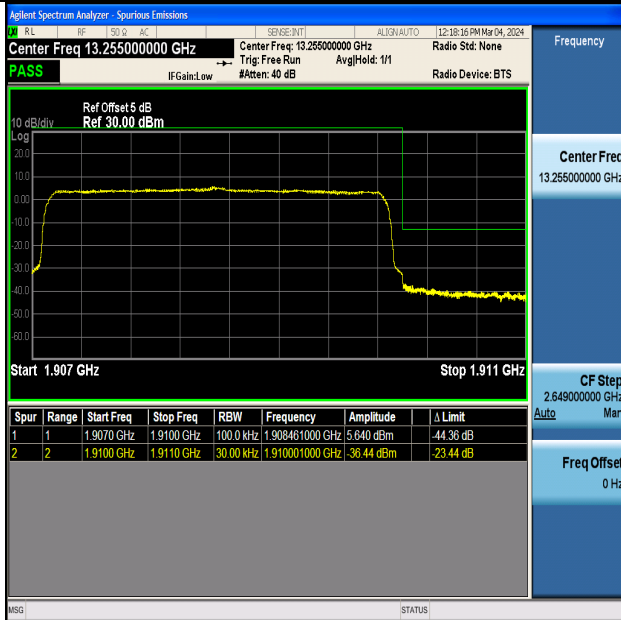 Agilent Spectrum Analyzer - Spurious Emissions
RL RF 50 Ω AC SENSE:INT ALIGN AUTO 12:18:16 PM Mar 04, 2024
Center Freq 13.255000000 GHz
PASS
IFGain:Low
Center Freq: 13.255000000 GHz
Trig: Free Run Avg|Hold: 1/1
#Atten: 40 dB
Radio Std: None
Radio Device: BTS
Frequency
Ref Offset 5 dB
10 dB/div Ref 30.00 dBm
Log
20.0
10.0
0.00
-10.0
-20.0
-30.0
-40.0
-50.0
-60.0
Start 1.907 GHz Stop 1.911 GHz
Center Freq
13.255000000 GHz
CF Step
2.649000000 GHz
Auto Man
Freq Offset
0 Hz
Spur Range Start Freq Stop Freq RBW Frequency Amplitude Δ Limit
1 1 1.9070 GHz 1.9100 GHz 100.0 kHz 1.908461000 GHz 5.640 dBm -44.36 dB
2 2 1.9100 GHz 1.9110 GHz 30.00 kHz 1.910001000 GHz -36.44 dBm -23.44 dB
MSG STATUS